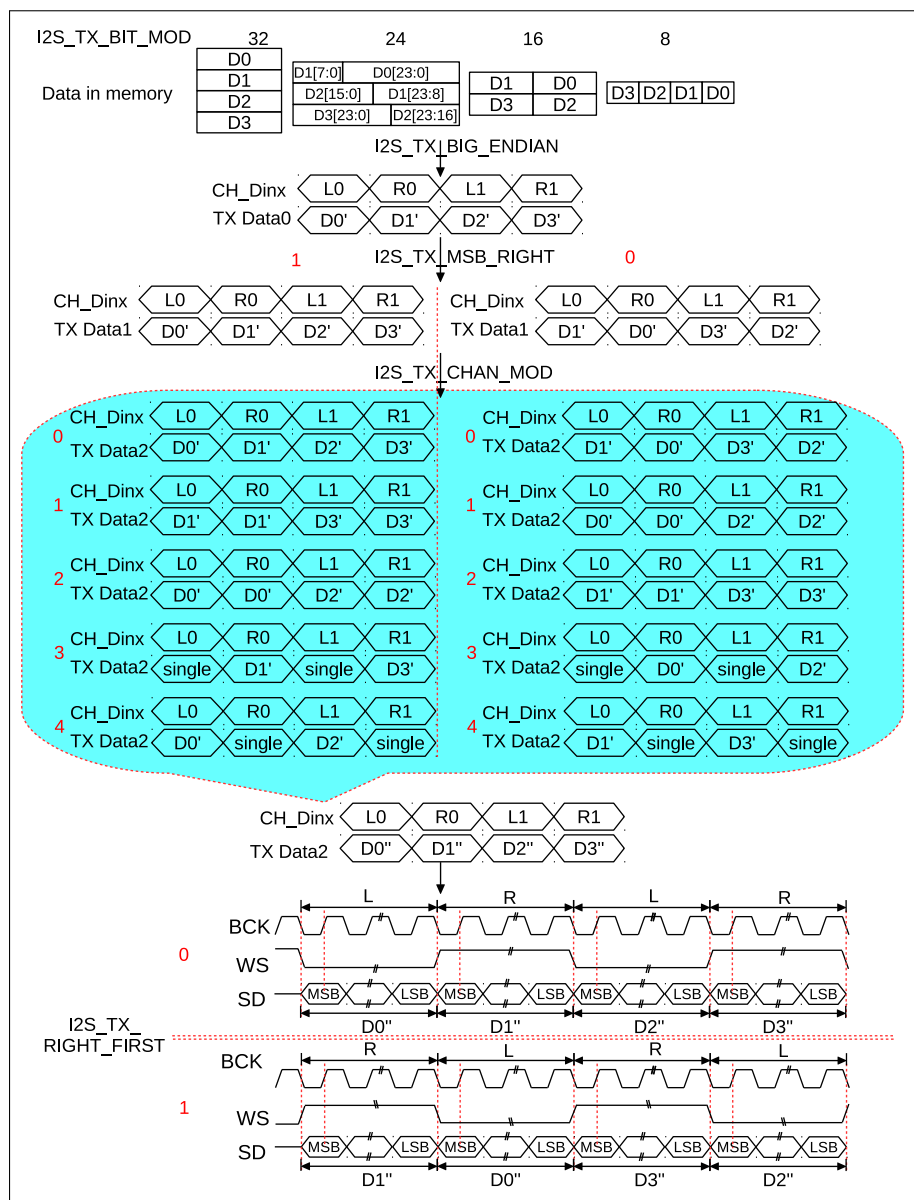 I2S_TX_BIT_MOD 32 24 16 8
Data in memory
D0
D1
D2
D3
D1[7:0] D0[23:0]
D2[15:0] D1[23:8]
D3[23:0] D2[23:16]
D1 D0
D3 D2
D3 D2 D1 D0
I2S_TX_BIG_ENDIAN
CH_Dinx L0 R0 L1 R1
TX Data0 D0' D1' D2' D3'
1 I2S_TX_MSB_RIGHT 0
CH_Dinx L0 R0 L1 R1
TX Data1 D0' D1' D2' D3'
CH_Dinx L0 R0 L1 R1
TX Data1 D1' D0' D3' D2'
I2S_TX_CHAN_MOD
0
CH_Dinx L0 R0 L1 R1
TX Data2 D0' D1' D2' D3'
0
CH_Dinx L0 R0 L1 R1
TX Data2 D1' D0' D3' D2'
1
CH_Dinx L0 R0 L1 R1
TX Data2 D1' D1' D3' D3'
1
CH_Dinx L0 R0 L1 R1
TX Data2 D0' D0' D2' D2'
2
CH_Dinx L0 R0 L1 R1
TX Data2 D0' D0' D2' D2'
2
CH_Dinx L0 R0 L1 R1
TX Data2 D1' D1' D3' D3'
3
CH_Dinx L0 R0 L1 R1
TX Data2 single D1' single D3'
3
CH_Dinx L0 R0 L1 R1
TX Data2 single D0' single D2'
4
CH_Dinx L0 R0 L1 R1
TX Data2 D0' single D2' single
4
CH_Dinx L0 R0 L1 R1
TX Data2 D1' single D3' single
CH_Dinx L0 R0 L1 R1
TX Data2 D0" D1" D2" D3"
L R L R
BCK
0
WS
SD MSB LSB MSB LSB MSB LSB MSB LSB
D0" D1" D2" D3"
I2S_TX_
RIGHT_FIRST
R L R L
BCK
1
WS
SD MSB LSB MSB LSB MSB LSB MSB LSB
D1" D0" D3" D2"